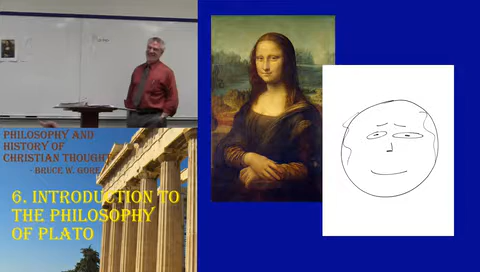 PHILOSOPHY AND
HISTORY OF
CHRISTIAN THOUGHT
- BRUCE W. GORE
6. INTRODUCTION TO
THE PHILOSOPHY
OF PLATO